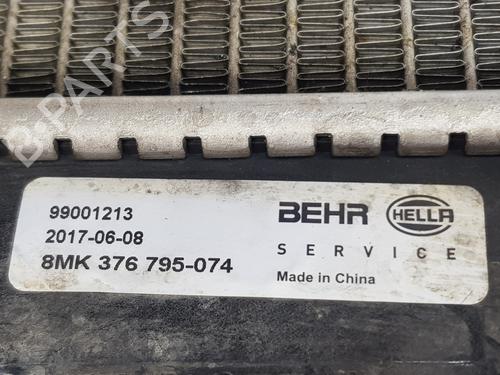 B-PARTS
99001213
2017-06-08
8MK 376 795-074
BEHR HELLA
SERVICE
Made in China